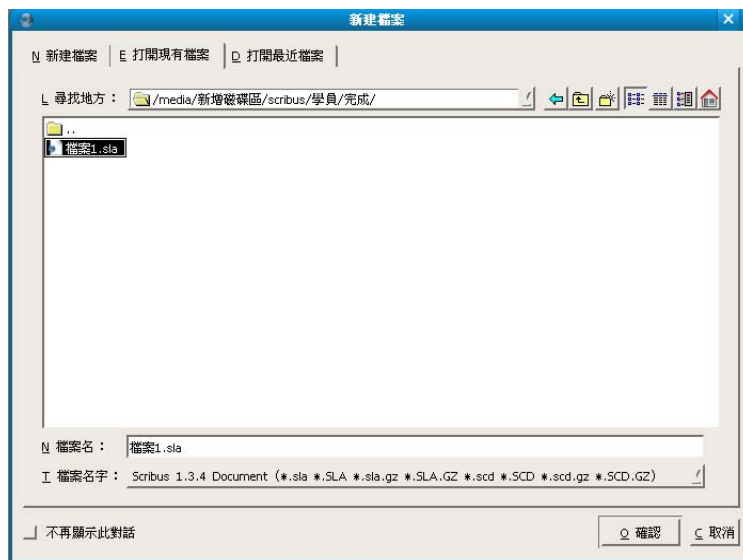 新建檔案
N 新建檔案 E 打開現有檔案 D 打開最近檔案
L 尋找地方： /media/新增磁碟區/scribus/學員/完成/
..
檔案1.sla
N 檔案名： 檔案1.sla
T 檔案名字： Scribus 1.3.4 Document (*.sla *.SLA *.sla.gz *.SLA.GZ *.scd *.SCD *.scd.gz *.SCD.GZ)
不再顯示此對話 O 確認 C 取消